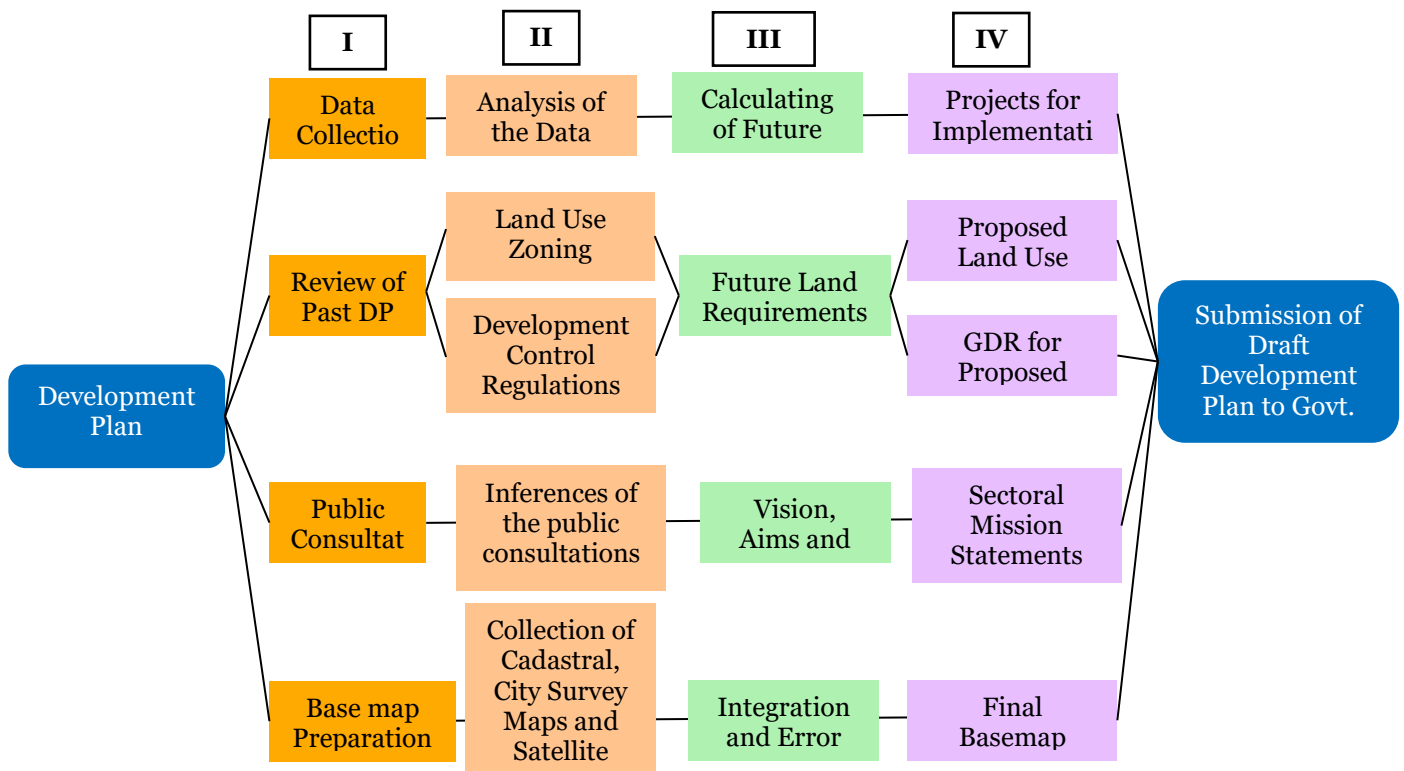 I
II
III
IV
Data
Collectio
Analysis of
the Data
Calculating
of Future
Projects for
Implementati
Review of
Past DP
Land Use
Zoning
Development
Control
Regulations
Future Land
Requirements
Proposed
Land Use
GDR for
Proposed
Development
Plan
Submission of
Draft
Development
Plan to Govt.
Public
Consultat
Inferences of
the public
consultations
Vision,
Aims and
Sectoral
Mission
Statements
Base map
Preparation
Collection of
Cadastral,
City Survey
Maps and
Satellite
Integration
and Error
Final
Basemap